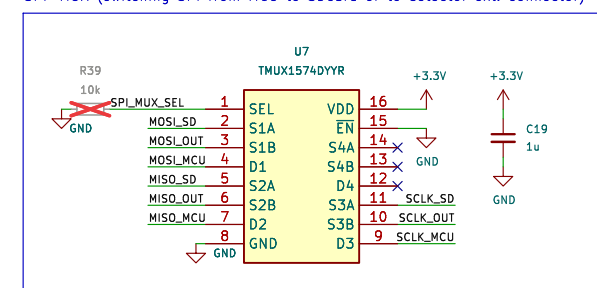 U7
TMUX1574DYYR
R39
10k
SPI_MUX_SEL
GND
MOSI_SD
MOSI_OUT
MOSI_MCU
MISO_SD
MISO_OUT
MISO_MCU
GND
1 SEL
2 S1A
3 S1B
4 D1
5 S2A
6 S2B
7 D2
8 GND
VDD 16
EN 15
S4A 14
S4B 13
D4 12
S3A 11
S3B 10
D3 9
+3.3V
GND
SCLK_SD
SCLK_OUT
SCLK_MCU
+3.3V
C19
1u
GND